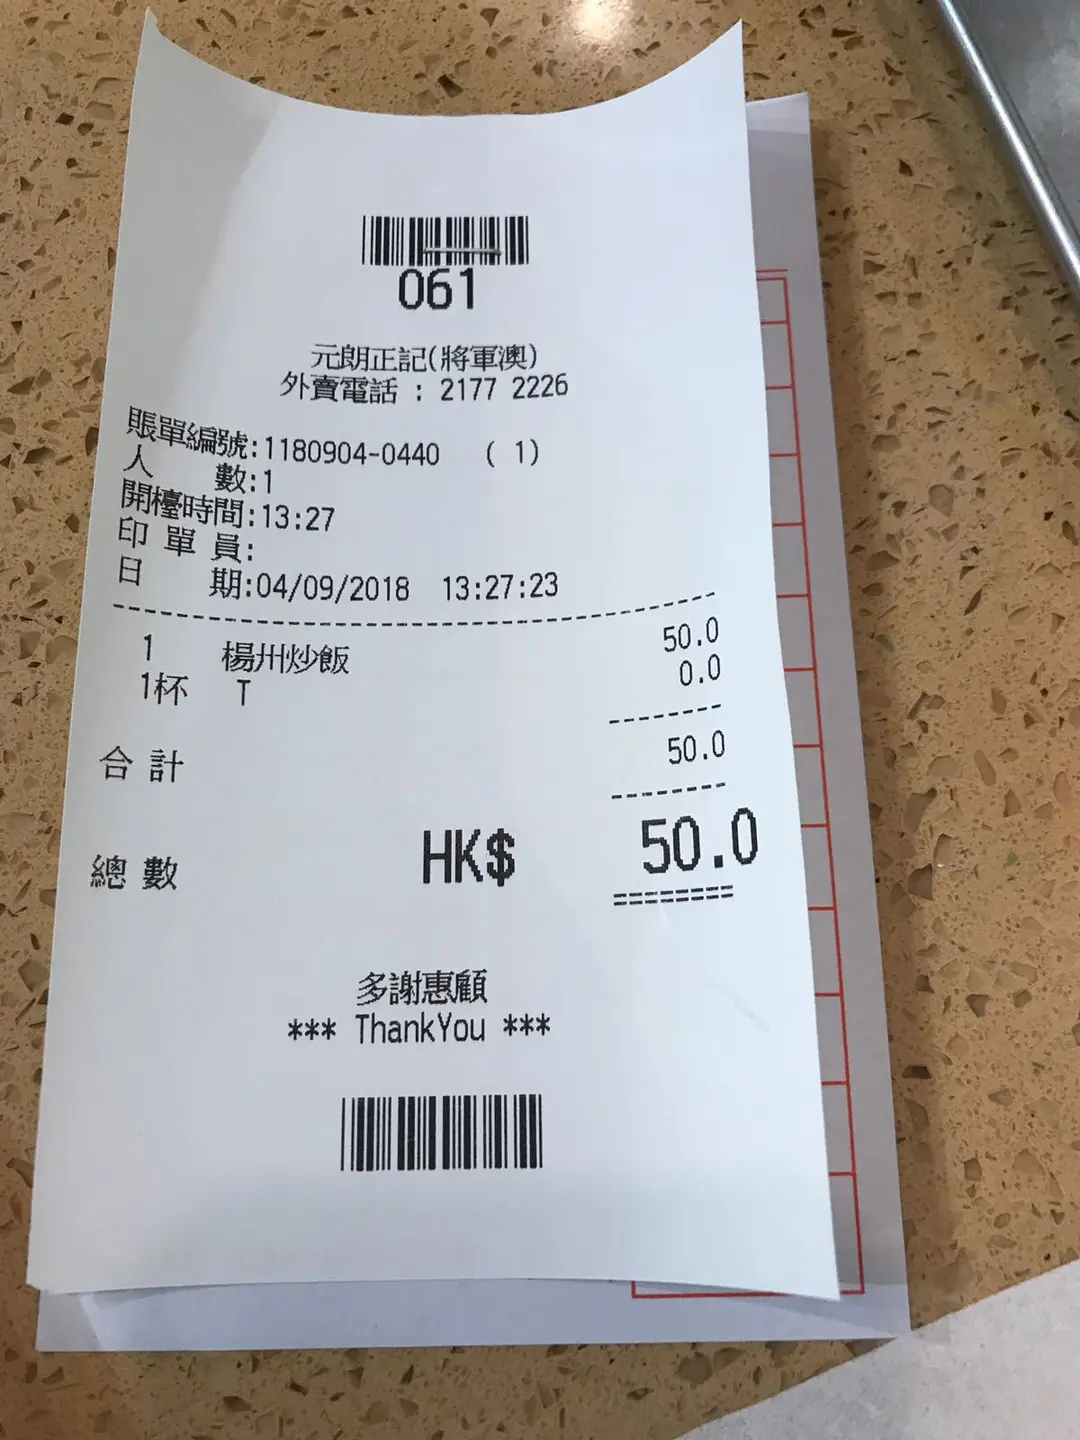 061
元朗正記(將軍澳)
外賣電話 : 2177 2226
賬單編號:1180904-0440 ( 1)
人 數:1
開檯時間:13:27
印 單 員:
日 期:04/09/2018 13:27:23
1 楊州炒飯 50.0
1杯 T 0.0
合 計 50.0
總 數 HK$ 50.0
多謝惠顧
*** ThankYou ***